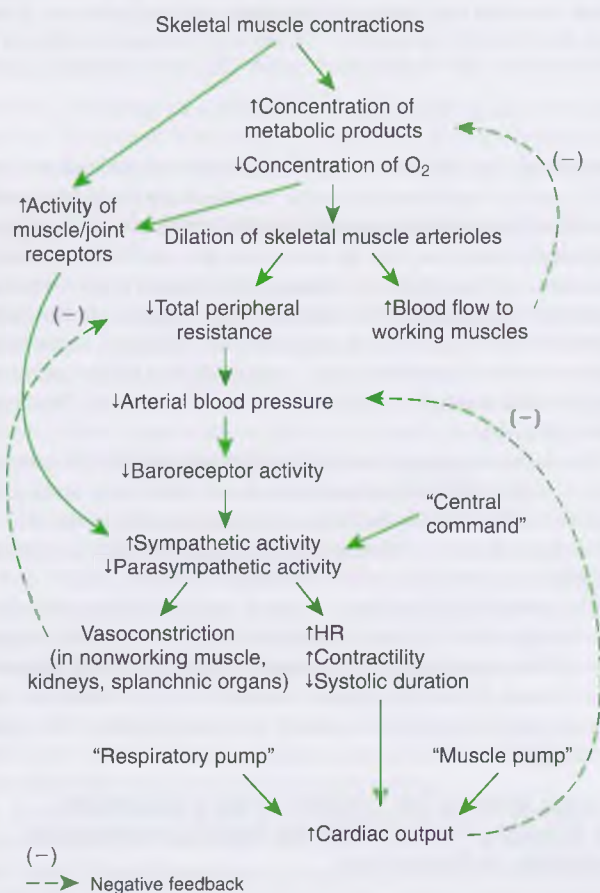 Skeletal muscle contractions
↑Concentration of
metabolic products
(−)
↓Concentration of O₂
↑Activity of
muscle/joint
receptors
Dilation of skeletal muscle arterioles
(−)
↓Total peripheral
resistance
↑Blood flow to
working muscles
↓Arterial blood pressure
(−)
↓Baroreceptor activity
"Central
command"
↑Sympathetic activity
↓Parasympathetic activity
Vasoconstriction
(in nonworking muscle,
kidneys, splanchnic organs)
↑HR
↑Contractility
↓Systolic duration
"Respiratory pump"
"Muscle pump"
↑Cardiac output
(−)
Negative feedback